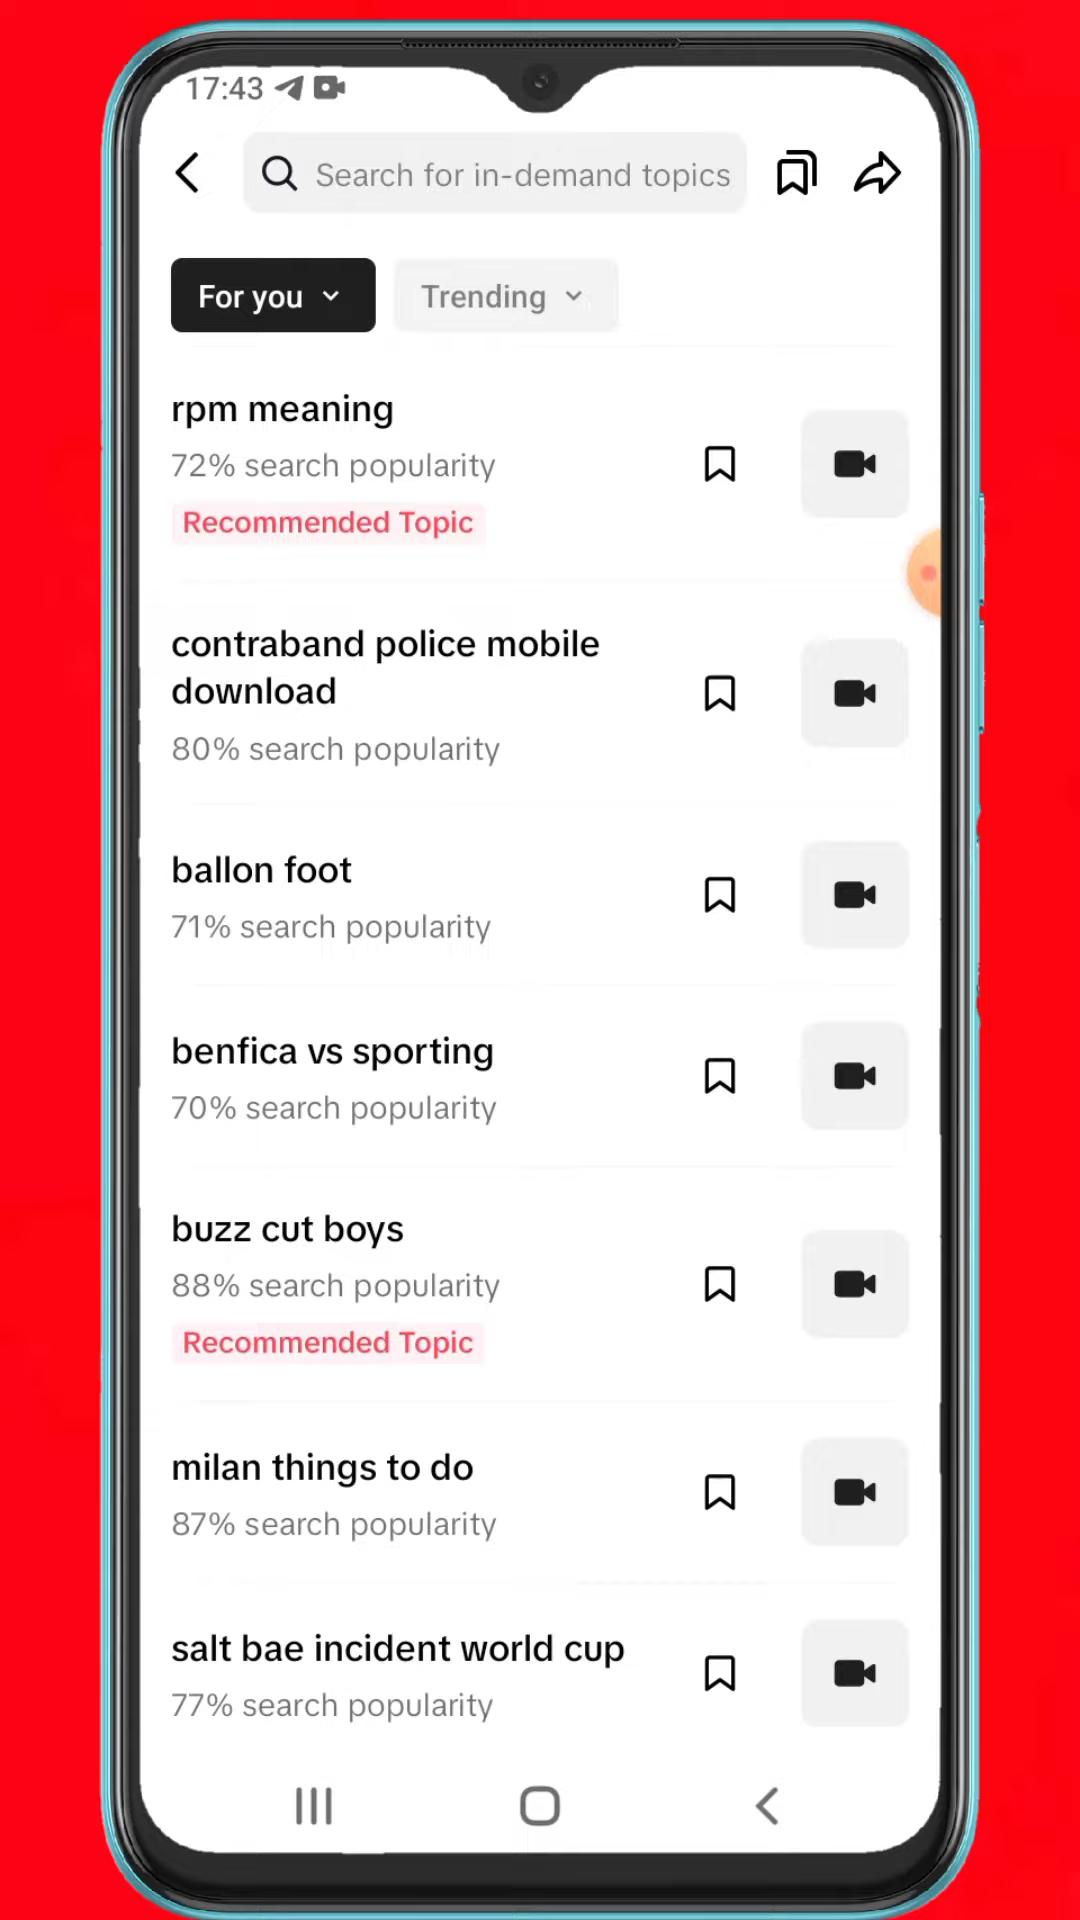 17:43
Search for in-demand topics
For you
Trending
rpm meaning
72% search popularity
Recommended Topic
contraband police mobile
download
80% search popularity
ballon foot
71% search popularity
benfica vs sporting
70% search popularity
buzz cut boys
88% search popularity
Recommended Topic
milan things to do
87% search popularity
salt bae incident world cup
77% search popularity